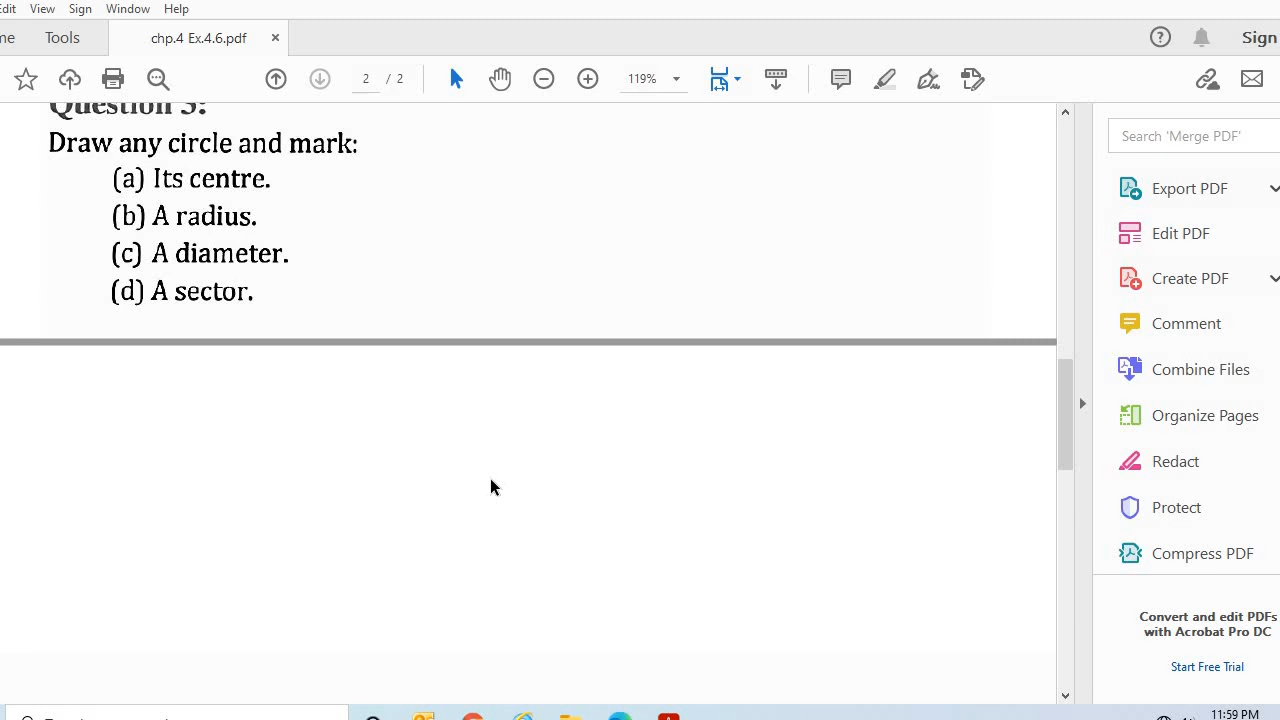 Edit View Sign Window Help
me Tools chp.4 Ex.4.6.pdf × ? Sign
2 / 2 119%
Question 3:
Draw any circle and mark:
(a) Its centre.
(b) A radius.
(c) A diameter.
(d) A sector.
Search 'Merge PDF'
Export PDF
Edit PDF
Create PDF
Comment
Combine Files
Organize Pages
Redact
Protect
Compress PDF
Convert and edit PDFs
with Acrobat Pro DC
Start Free Trial
11:59 PM